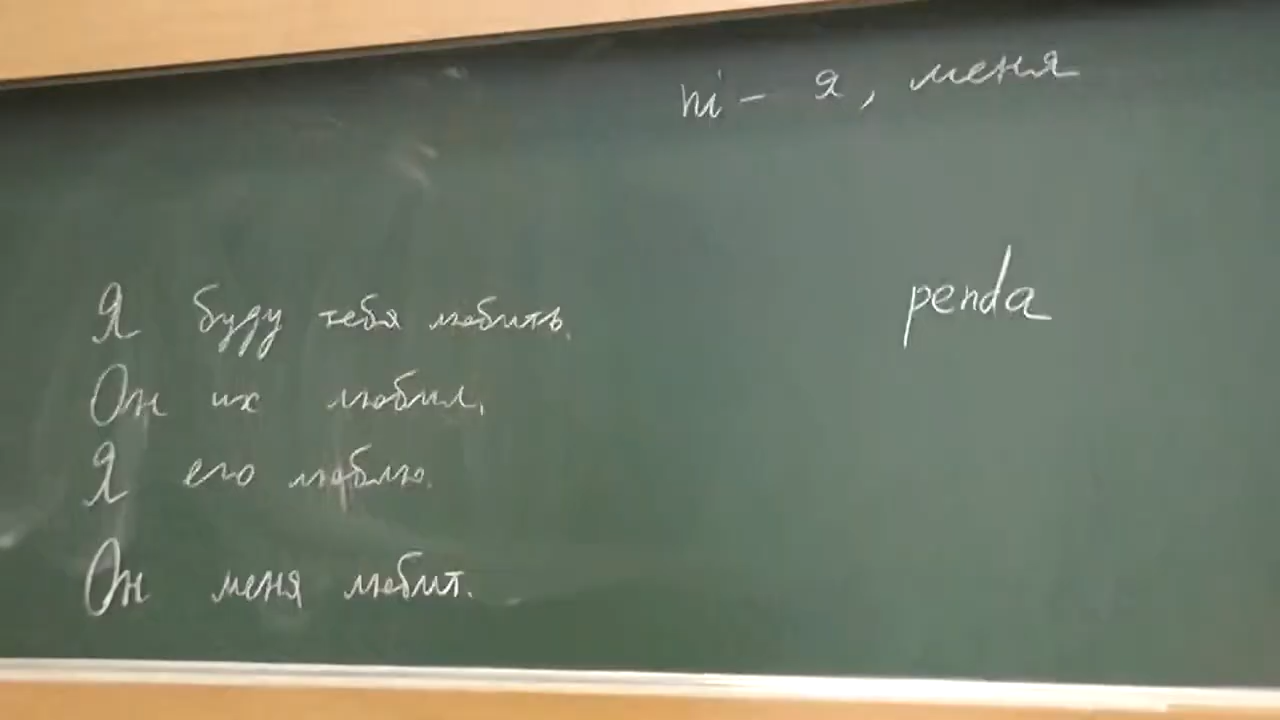 ni - я, меня
penda
Я буду тебя любить.
Он их любил.
Я его люблю.
Он меня любит.